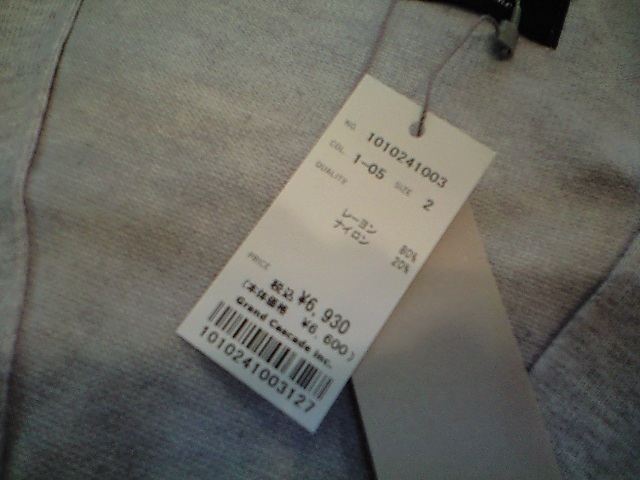 NO. 1010241003
COL. 1-05 SIZE 2
QUALITY
レーヨン 80%
ナイロン 20%
PRICE
税込 ¥6,930
(本体価格 ¥6,600)
Grand Cascade Inc.
1010241003127